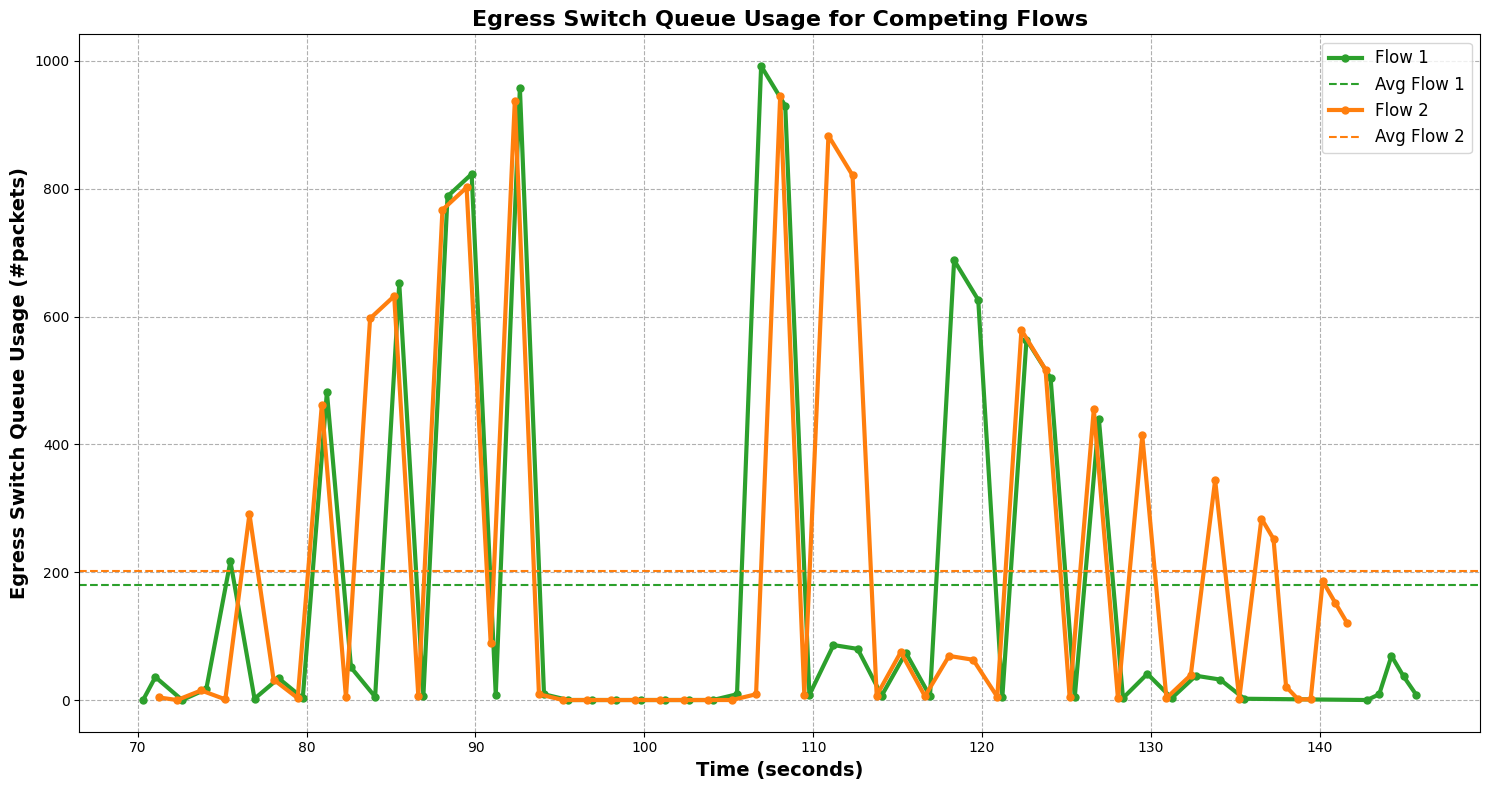 Egress Switch Queue Usage for Competing Flows
Egress Switch Queue Usage (#packets)
1000
800
600
400
200
0
Flow 1
Avg Flow 1
Flow 2
Avg Flow 2
70 80 90 100 110 120 130 140
Time (seconds)